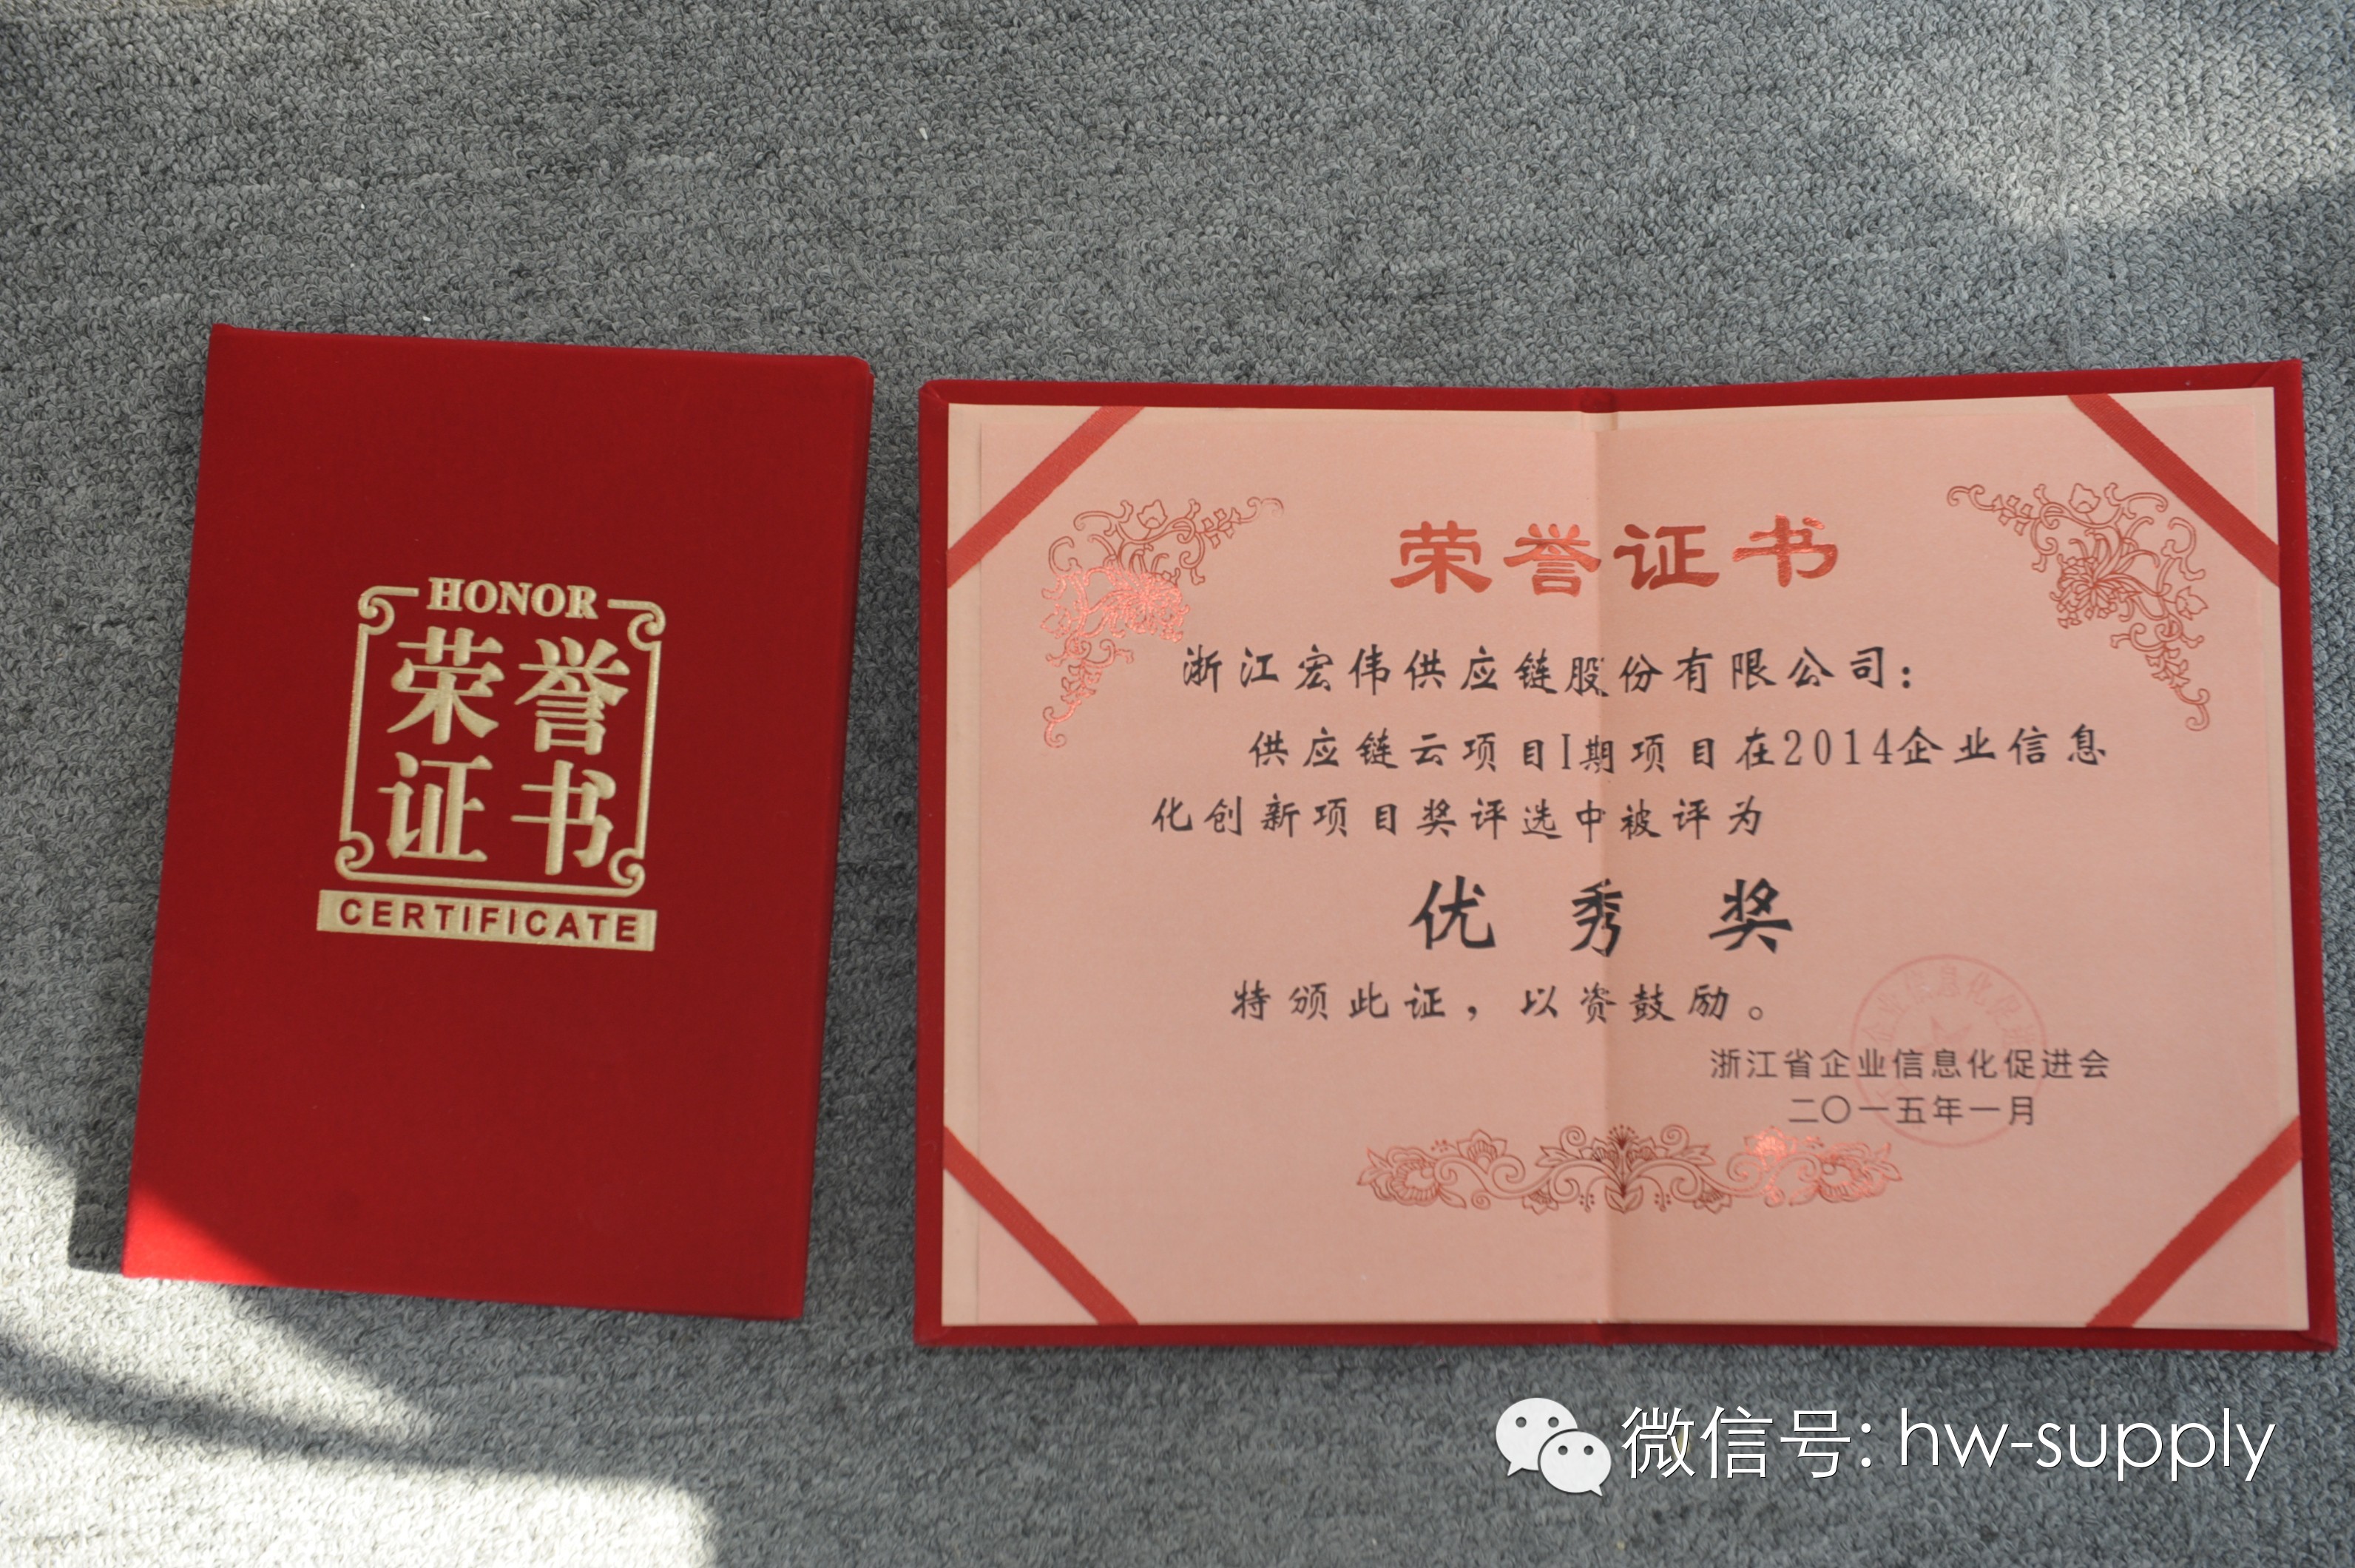 HONOR
荣誉
证书
CERTIFICATE
荣誉证书
浙江宏伟供应链股份有限公司：
供应链云项目I期项目在2014企业信息
化创新项目奖评选中被评为
优秀奖
特颁此证，以资鼓励。
浙江省企业信息化促进会
二〇一五年一月
微信号: hw-supply